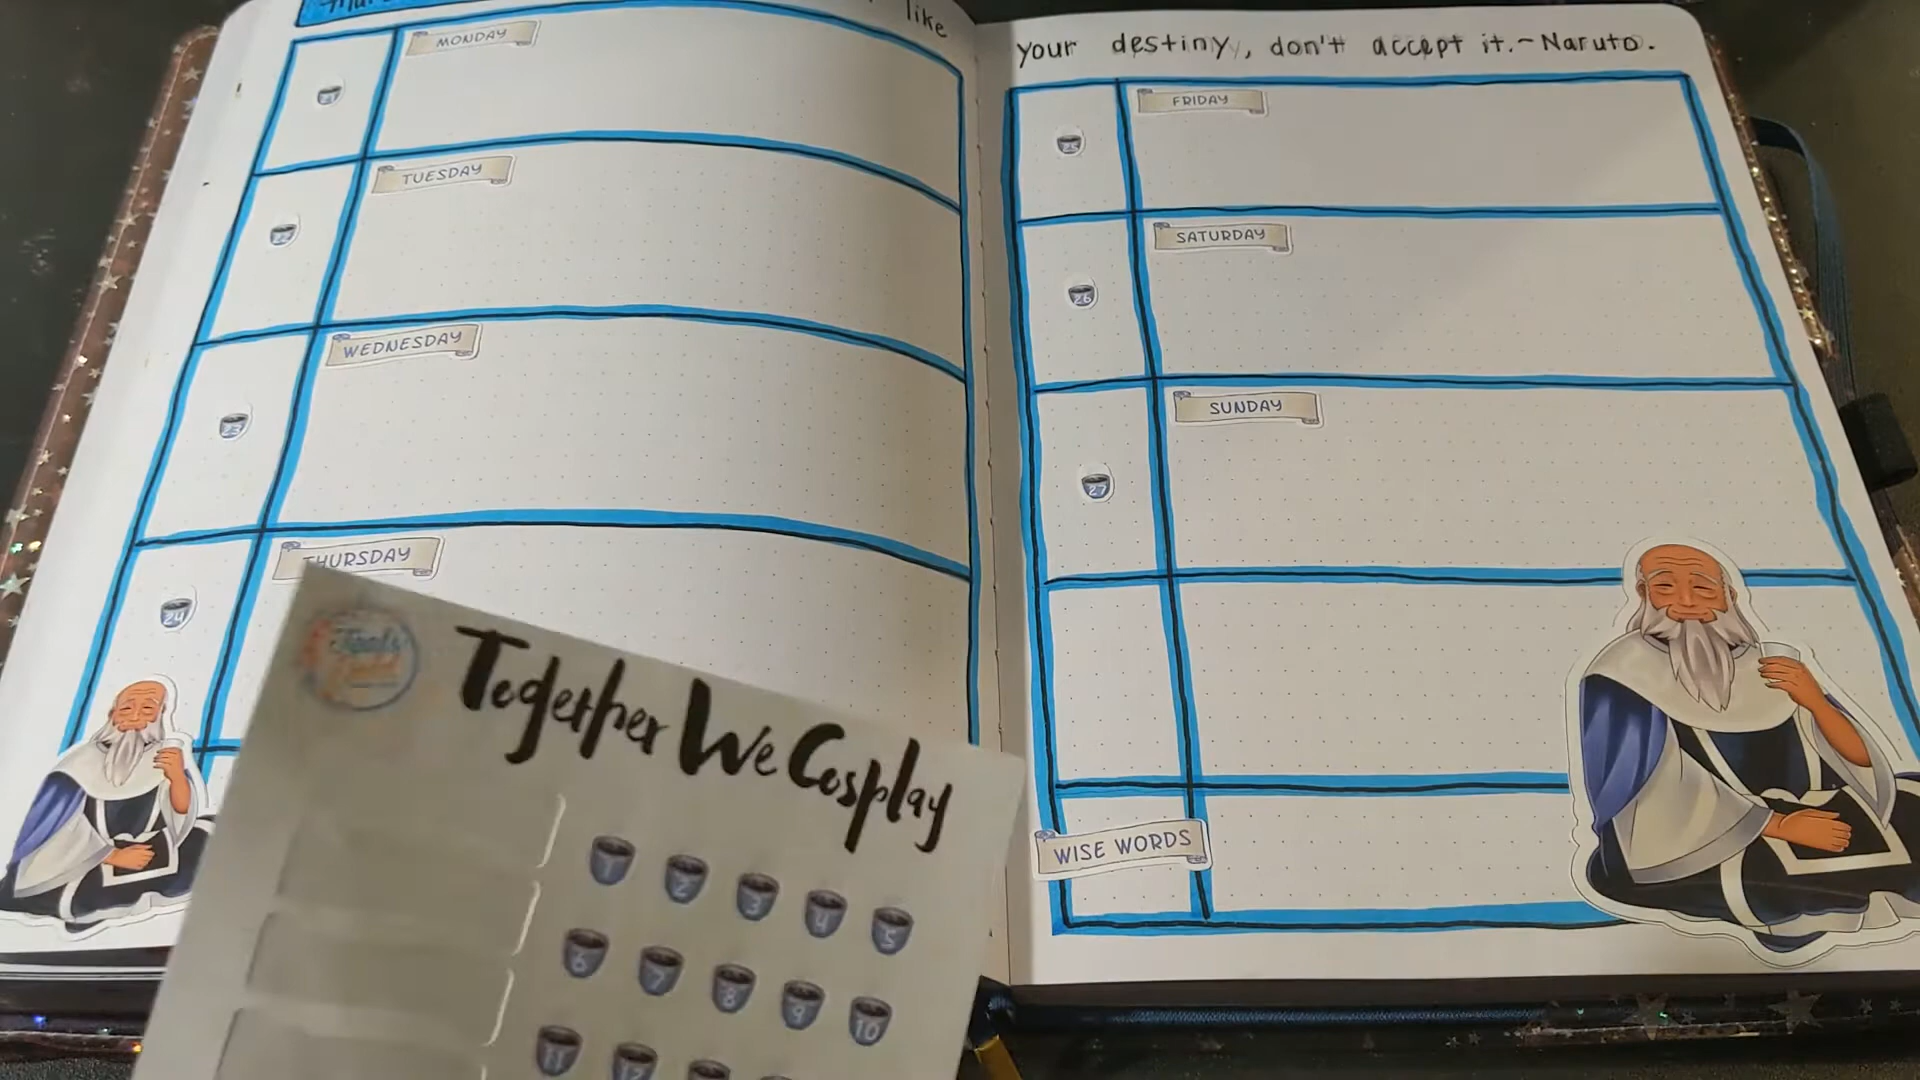 like
your destiny, don't accept it.~Naruto.
MONDAY
21
TUESDAY
22
WEDNESDAY
23
THURSDAY
24
FRIDAY
25
SATURDAY
26
SUNDAY
27
WISE WORDS
Together We Cosplay
1 2 3 4 5
6 7 8 9 10
11 12